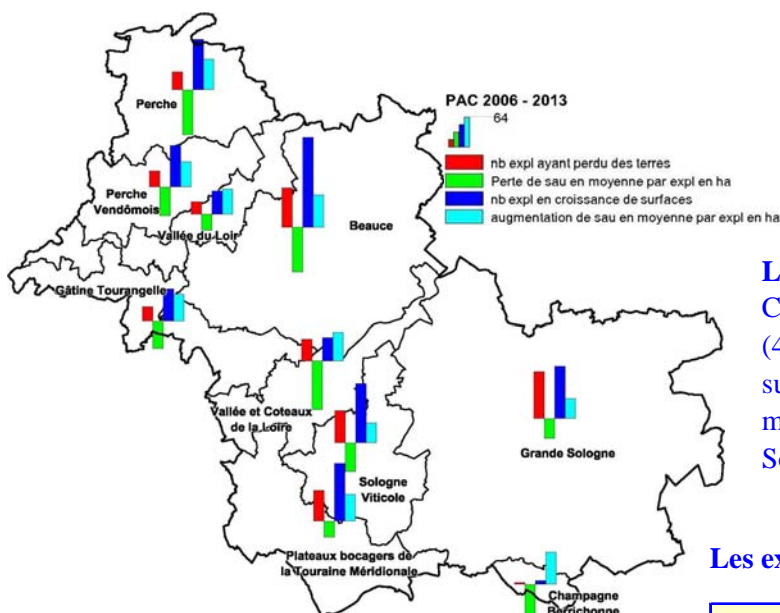 PAC 2006 - 2013
64
nb expl ayant perdu des terres
Perte de sau en moyenne par expl en ha
nb expl en croissance de surfaces
augmentation de sau en moyenne par expl en ha
Perche
Perche
Vendômois
Vallée du Loir
Beauce
Gâtine Tourangelle
Vallée et Coteaux
de la Loire
Grande Sologne
Sologne
Viticole
Plateaux bocagers de
la Touraine Méridionale
Champagne
Berrichonne
L
C
(4
su
m
So
Les ex